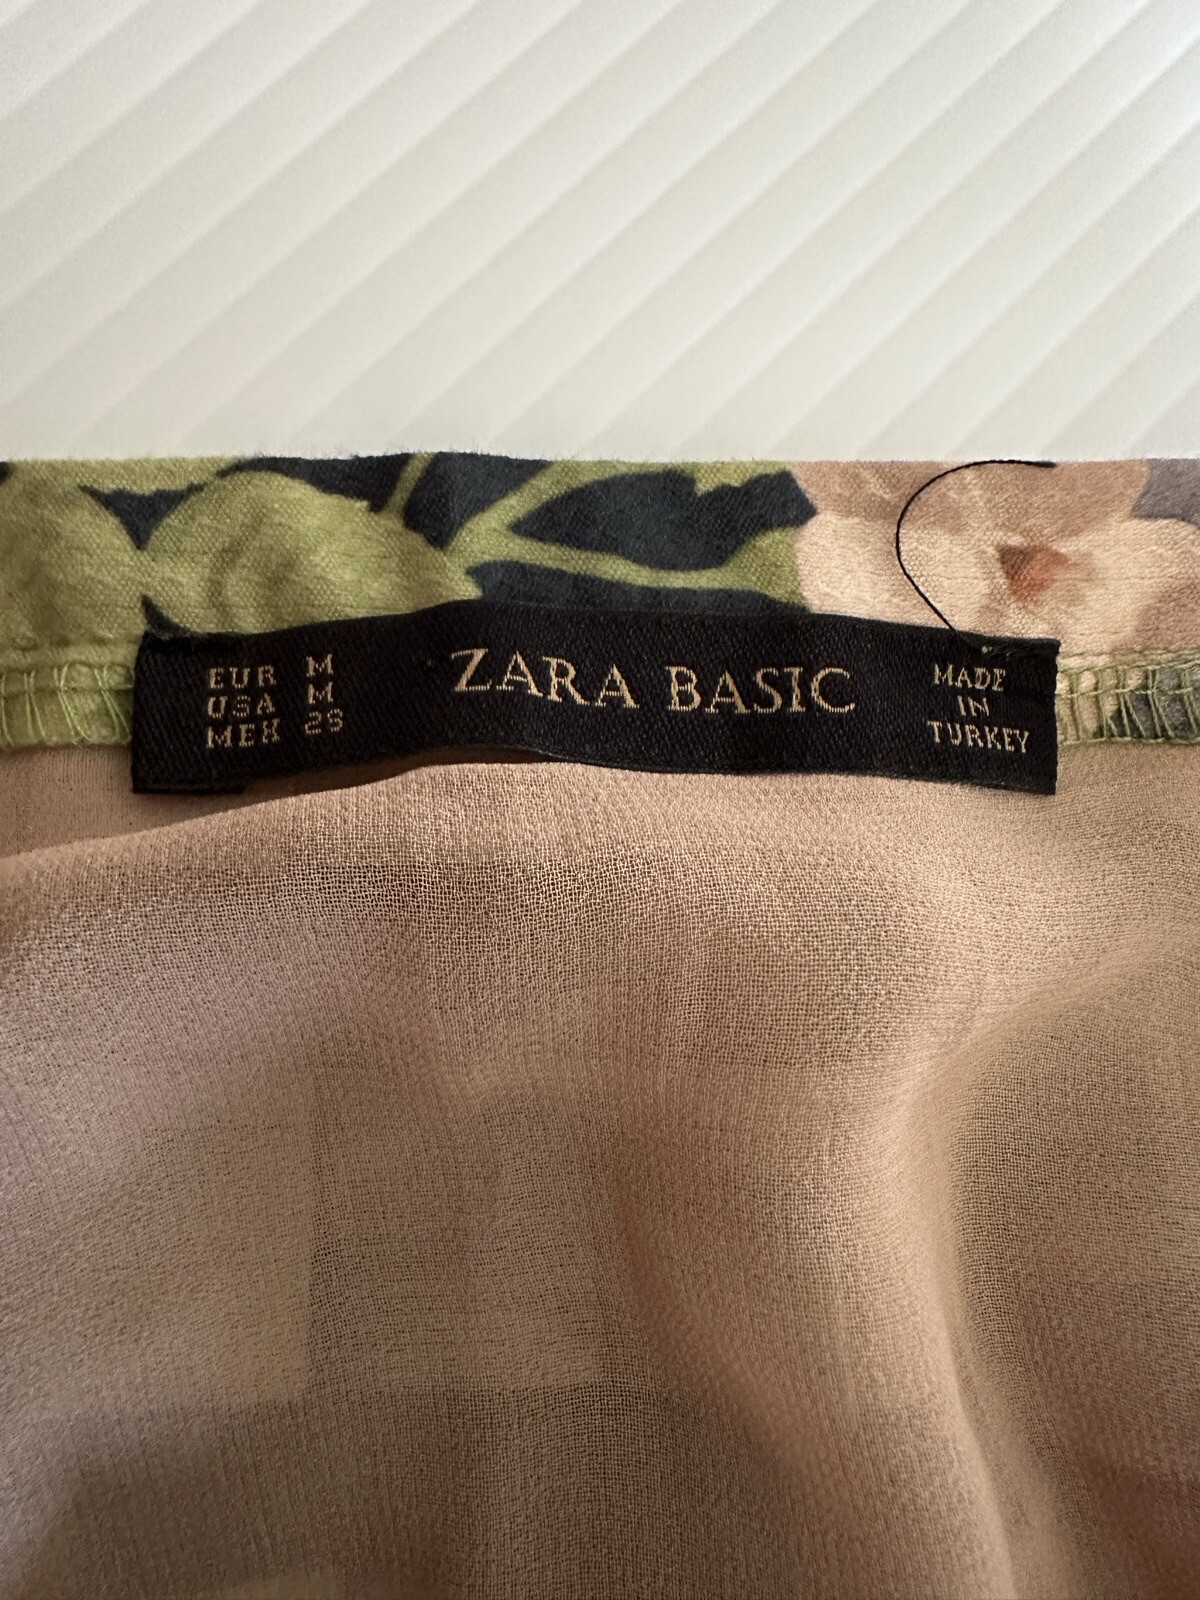 EUR M
USA M
MEX 28
ZARA BASIC
MADE
IN
TURKEY